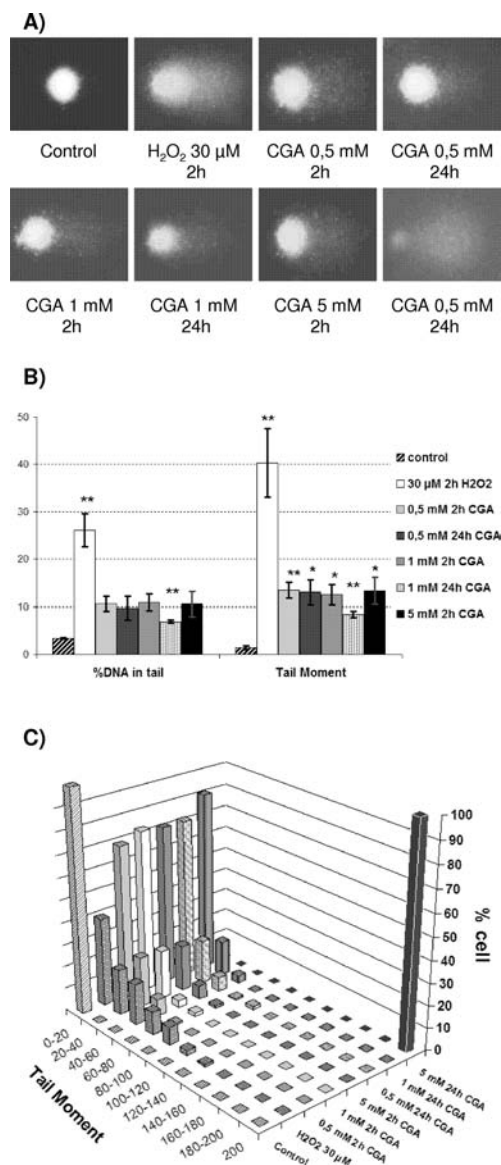 A)
Control
H₂O₂ 30 µM
2h
CGA 0,5 mM
2h
CGA 0,5 mM
24h
CGA 1 mM
2h
CGA 1 mM
24h
CGA 5 mM
2h
CGA 0,5 mM
24h
B)
50
40
30
20
10
0
**
**
**
*
*
**
*
%DNA in tail
Tail Moment
control
30 µM 2h H2O2
0,5 mM 2h CGA
0,5 mM 24h CGA
1 mM 2h CGA
1 mM 24h CGA
5 mM 2h CGA
C)
100
90
80
70
60
50
40
30
20
10
0
% cell
0-20
20-40
40-60
60-80
80-100
100-120
120-140
140-160
160-180
180-200
200
Tail Moment
Control
H2O2 30 µM
0,5 mM 2h CGA
1 mM 2h CGA
5 mM 2h CGA
0,5 mM 24h CGA
1 mM 24h CGA
5 mM 24h CGA